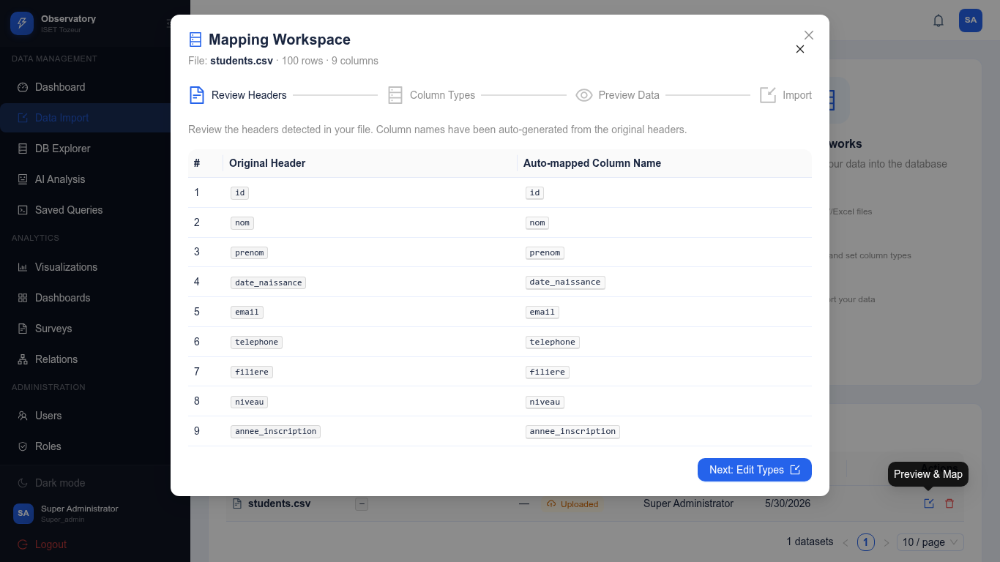 Observatory
ISET Tozeur
DATA MANAGEMENT
Dashboard
Data Import
DB Explorer
AI Analysis
Saved Queries
ANALYTICS
Visualizations
Dashboards
Surveys
Relations
ADMINISTRATION
Users
Roles
Dark mode
SA
Super Administrator
Super_admin
Logout
SA
Mapping Workspace
File: students.csv · 100 rows · 9 columns
Review Headers
Column Types
Preview Data
Import
Review the headers detected in your file. Column names have been auto-generated from the original headers.
# Original Header Auto-mapped Column Name
1 id id
2 nom nom
3 prenom prenom
4 date_naissance date_naissance
5 email email
6 telephone telephone
7 filiere filiere
8 niveau niveau
9 annee_inscription annee_inscription
Next: Edit Types
works
your data into the database
/Excel files
and set column types
ort your data
Actions
Preview & Map
students.csv — — Uploaded Super Administrator 5/30/2026
1 datasets 1 10 / page